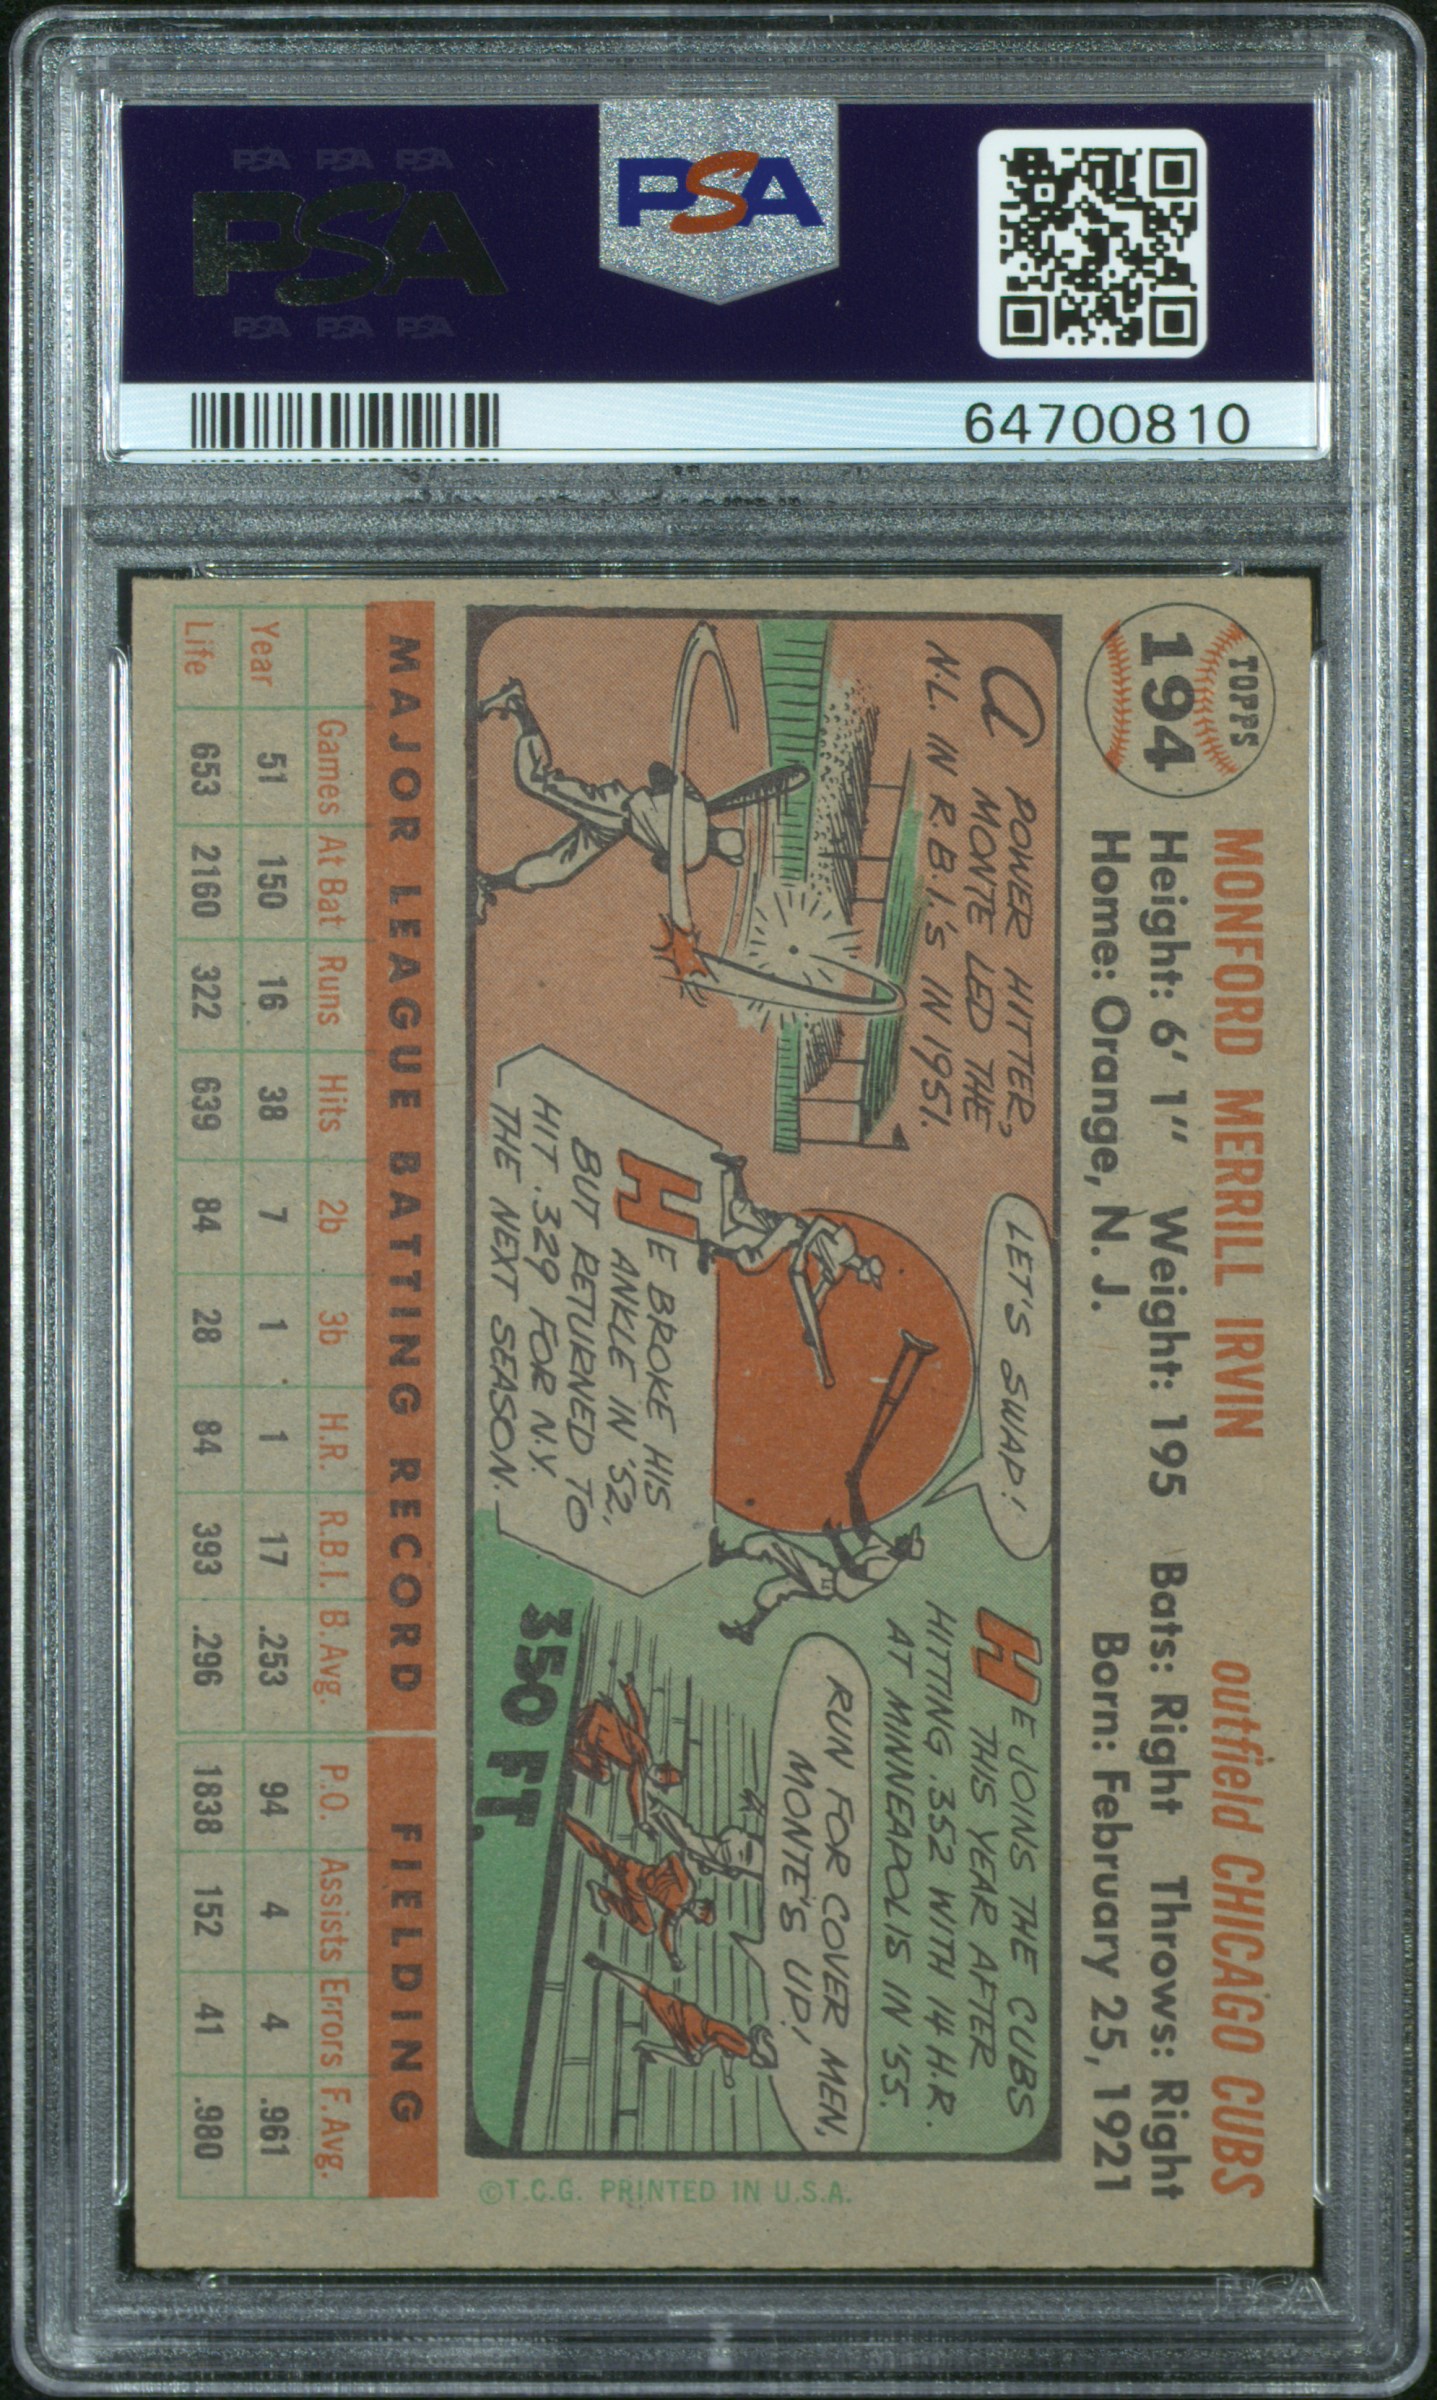 PSA PSA PSA
PSA
PSA PSA PSA
PSA
64700810
TOPPS
194
MONFORD MERRILL IRVIN outfield CHICAGO CUBS
Height: 6' 1" Weight: 195 Bats: Right Throws: Right
Home: Orange, N. J. Born: February 25, 1921
A POWER HITTER,
MONTE LED THE
N.L. IN R.B.I.'S IN 1951.
LET'S SWAP!
HE BROKE HIS
ANKLE IN '52,
BUT RETURNED TO
HIT .329 FOR N.Y.
THE NEXT SEASON.
HE JOINS THE CUBS
THIS YEAR AFTER
HITTING .352 WITH 14 H.R.
AT MINNEAPOLIS IN '55.
RUN FOR COVER MEN,
MONTE'S UP!
350 FT.
©T.C.G. PRINTED IN U.S.A.
MAJOR LEAGUE BATTING RECORD FIELDING
Games At Bat Runs Hits 2b 3b H.R. R.B.I. B. Avg. P.O. Assists Errors F. Avg.
Year 51 150 16 38 7 1 1 17 .253 94 4 4 .961
Life 653 2160 322 639 84 28 84 393 .296 1838 152 41 .980
PSA